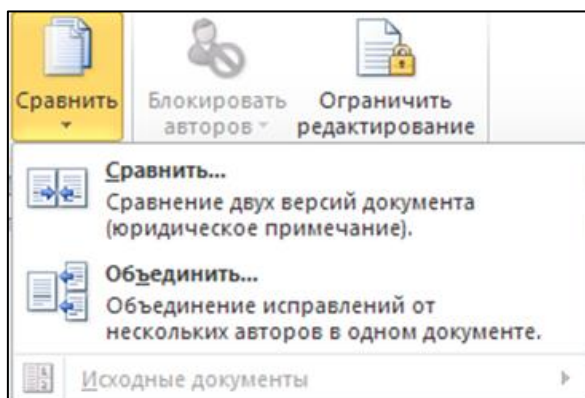 Сравнить
Блокировать
авторов
Ограничить
редактирование
Сравнить...
Сравнение двух версий документа
(юридическое примечание).
Объединить...
Объединение исправлений от
нескольких авторов в одном документе.
Исходные документы